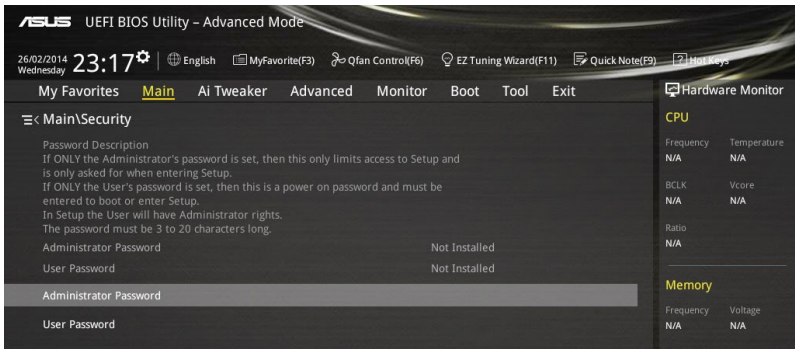 ASUS UEFI BIOS Utility – Advanced Mode
26/02/2014
Wednesday
23:17
English
MyFavorite(F3)
Qfan Control(F6)
EZ Tuning Wizard(F11)
Quick Note(F9)
Hot Keys
My Favorites
Main
Ai Tweaker
Advanced
Monitor
Boot
Tool
Exit
Main\Security
Password Description
If ONLY the Administrator's password is set, then this only limits access to Setup and
is only asked for when entering Setup.
If ONLY the User's password is set, then this is a power on password and must be
entered to boot or enter Setup.
In Setup the User will have Administrator rights.
The password must be 3 to 20 characters long.
Administrator Password Not Installed
User Password Not Installed
Administrator Password
User Password
Hardware Monitor
CPU
Frequency Temperature
N/A N/A
BCLK Vcore
N/A N/A
Ratio
N/A
Memory
Frequency Voltage
N/A N/A